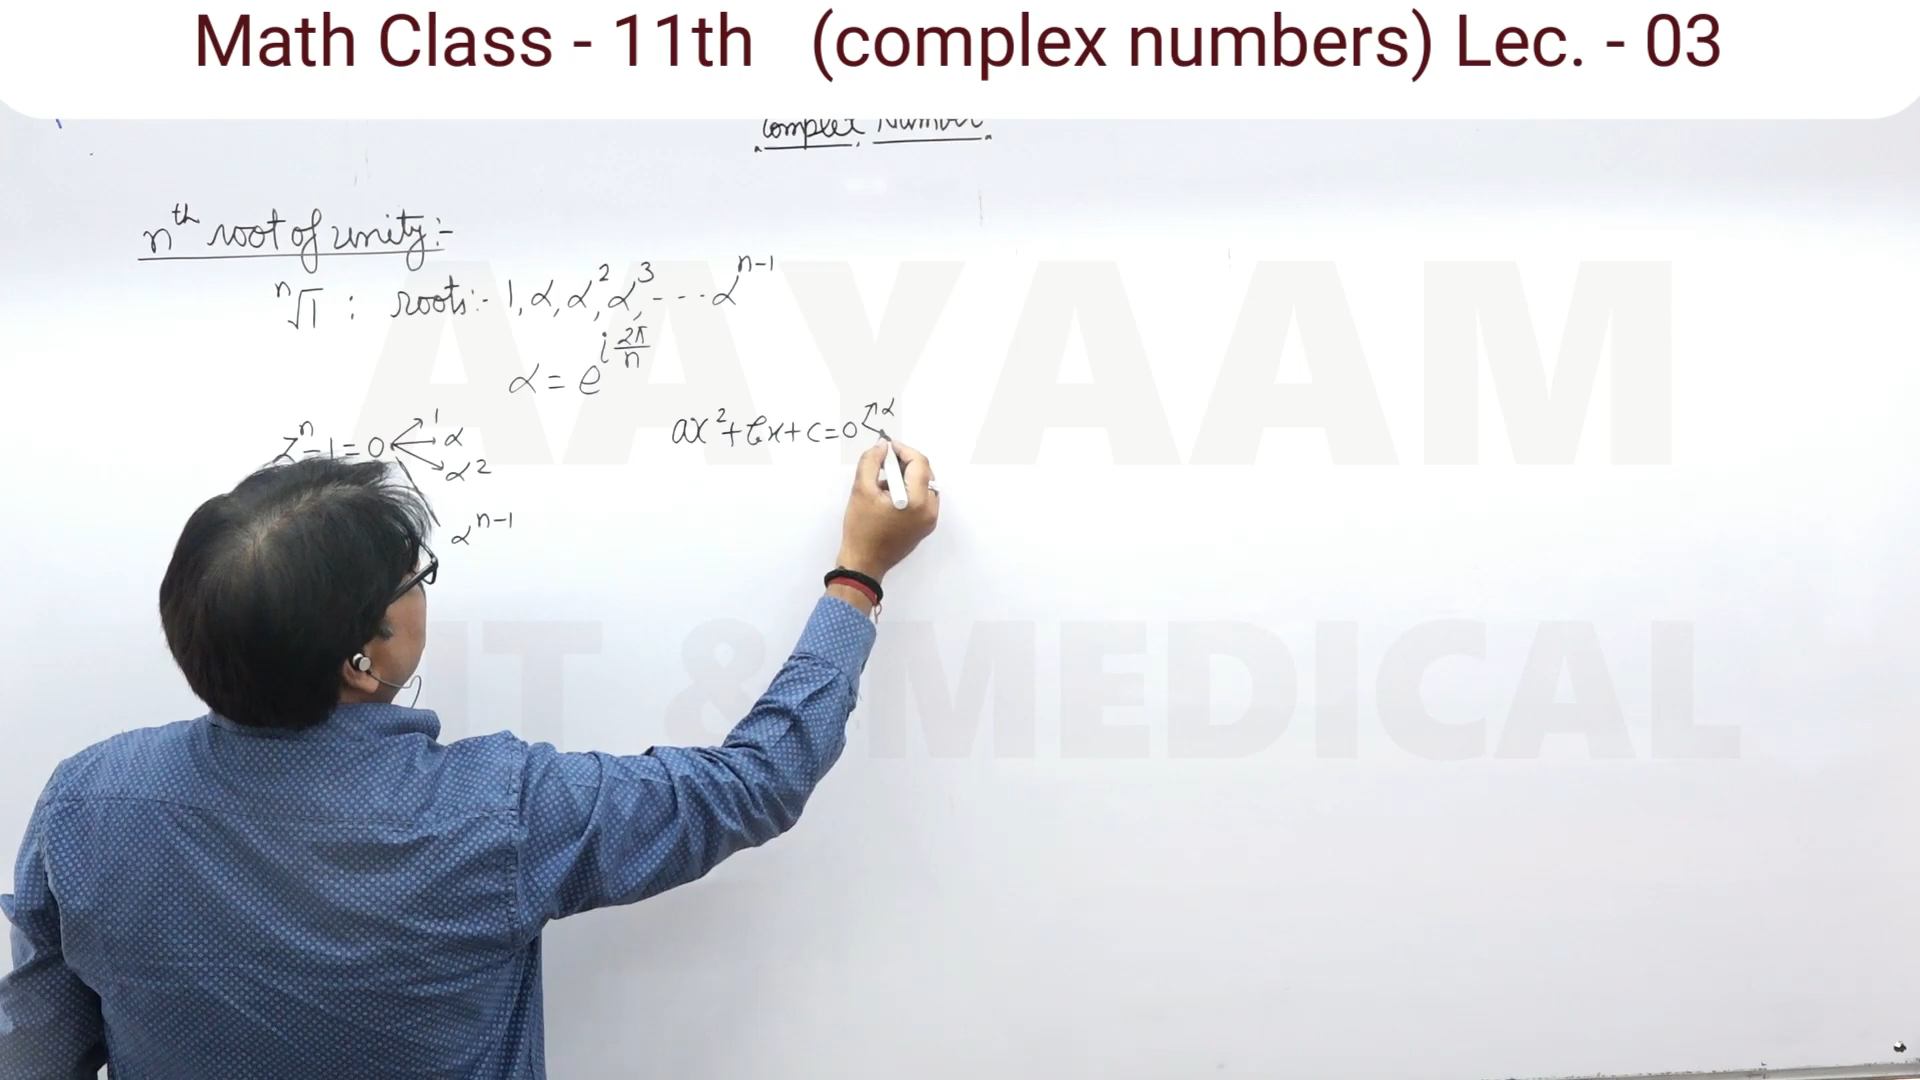 Math Class - 11th (complex numbers) Lec. - 03
Complex Number
nᵗʰ root of unity:-
ⁿ√1 : roots:- 1, α, α², α³, --- αⁿ⁻¹
α = e^{i 2π/n}
zⁿ-1=0 1
α
α²
αⁿ⁻¹
ax²+bx+c=0 α
AAYAAM
IIT & MEDICAL